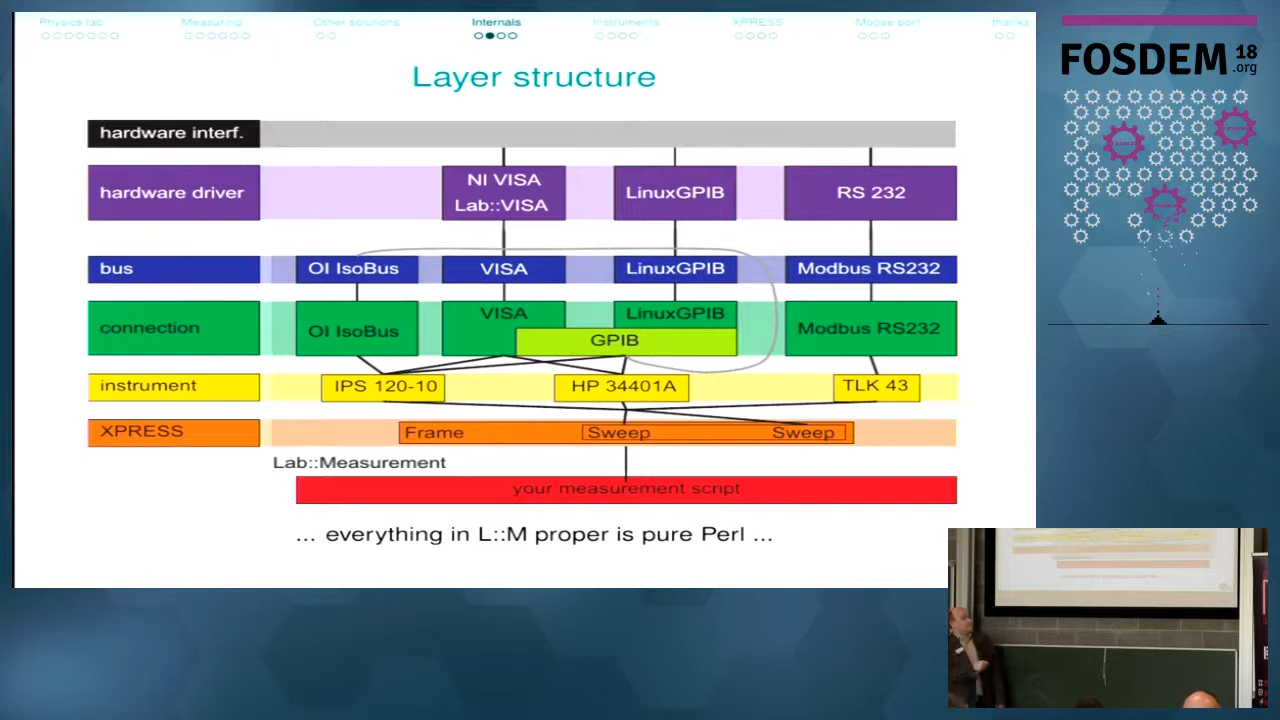 Physics lab Measuring Other solutions Internals Instruments XPRESS Moose port thanks
FOSDEM 18 .org
Layer structure
hardware interf.
hardware driver
NI VISA
Lab::VISA
LinuxGPIB
RS 232
bus
OI IsoBus
VISA
LinuxGPIB
Modbus RS232
connection
OI IsoBus
VISA
LinuxGPIB
GPIB
Modbus RS232
instrument
IPS 120-10
HP 34401A
TLK 43
XPRESS
Frame
Sweep
Sweep
Lab::Measurement
your measurement script
... everything in L::M proper is pure Perl ...